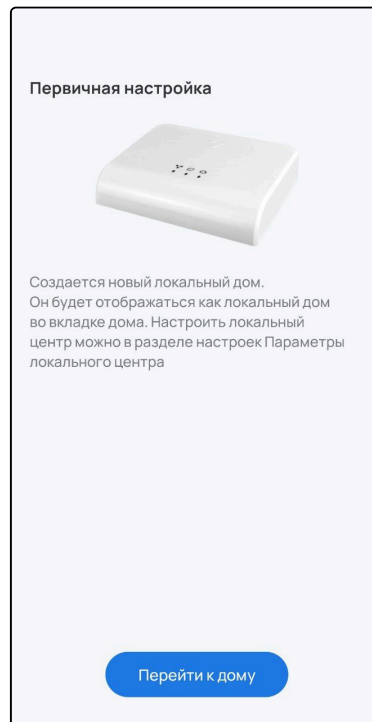 Первичная настройка
Создается новый локальный дом.
Он будет отображаться как локальный дом
во вкладке дома. Настроить локальный
центр можно в разделе настроек Параметры
локального центра
Перейти к дому